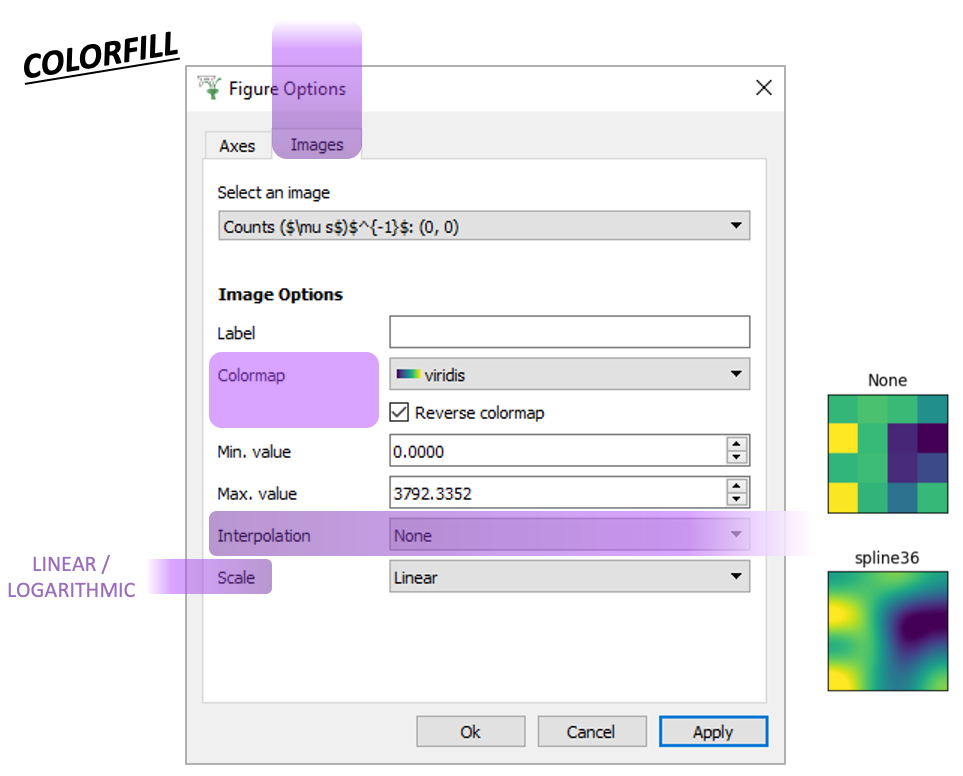 COLORFILL
Figure Options
Axes
Images
Select an image
Counts ($\mu s$)$^{-1}$: (0, 0)
Image Options
Label
Colormap
viridis
Reverse colormap
Min. value
0.0000
Max. value
3792.3352
Interpolation
None
Scale
Linear
LINEAR /
LOGARITHMIC
None
spline36
Ok
Cancel
Apply